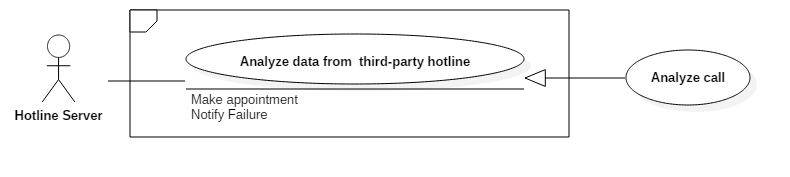 Analyze data from  third-party hotline
Analyze call
Make appointment
Notify Failure
Hotline Server